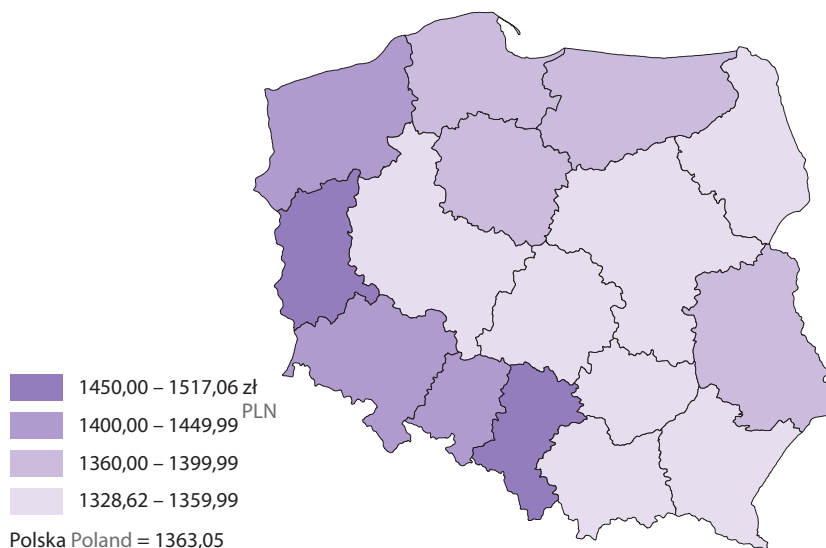 1450,00 – 1517,06 zł
PLN
1400,00 – 1449,99
1360,00 – 1399,99
1328,62 – 1359,99
Polska Poland = 1363,05